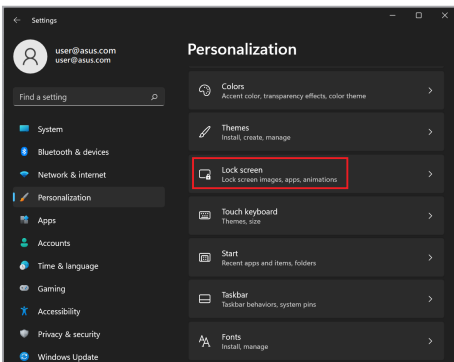 Settings
user@asus.com
user@asus.com
Find a setting
System
Bluetooth & devices
Network & internet
Personalization
Apps
Accounts
Time & language
Gaming
Accessibility
Privacy & security
Windows Update
Personalization
Colors
Accent color, transparency effects, color theme
Themes
Install, create, manage
Lock screen
Lock screen images, apps, animations
Touch keyboard
Themes, size
Start
Recent apps and items, folders
Taskbar
Taskbar behaviors, system pins
Fonts
Install, manage